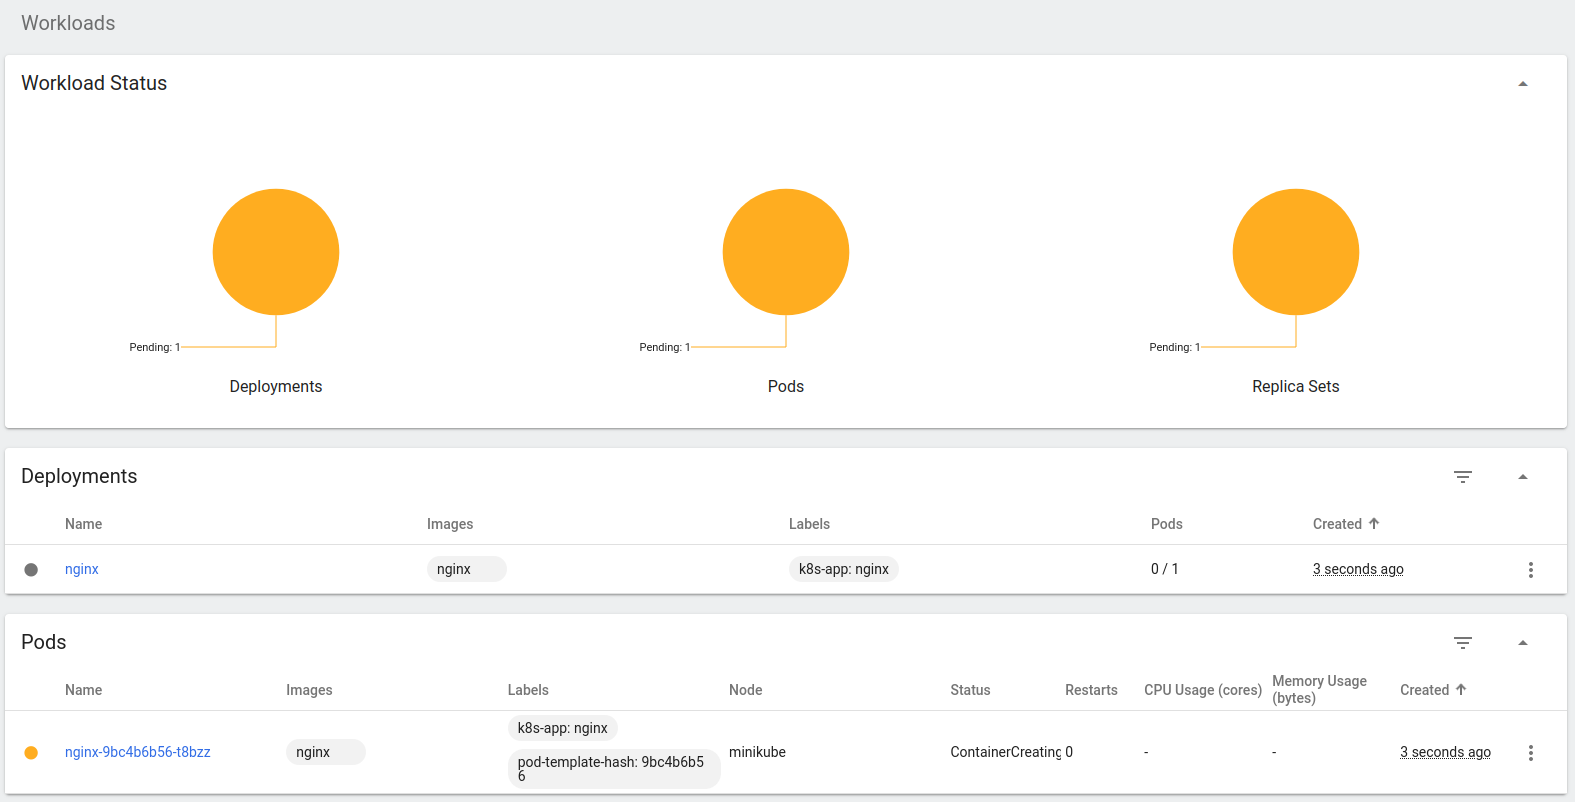 Workloads
Workload Status
Pending: 1
Pending: 1
Pending: 1
Deployments
Pods
Replica Sets
Deployments
Name Images Labels Pods Created
nginx nginx k8s-app: nginx 0 / 1 3 seconds ago
Pods
Name Images Labels Node Status Restarts CPU Usage (cores) Memory Usage
(bytes) Created
k8s-app: nginx
nginx-9bc4b6b56-t8bzz nginx pod-template-hash: 9bc4b6b5
6 minikube ContainerCreating 0 - - 3 seconds ago